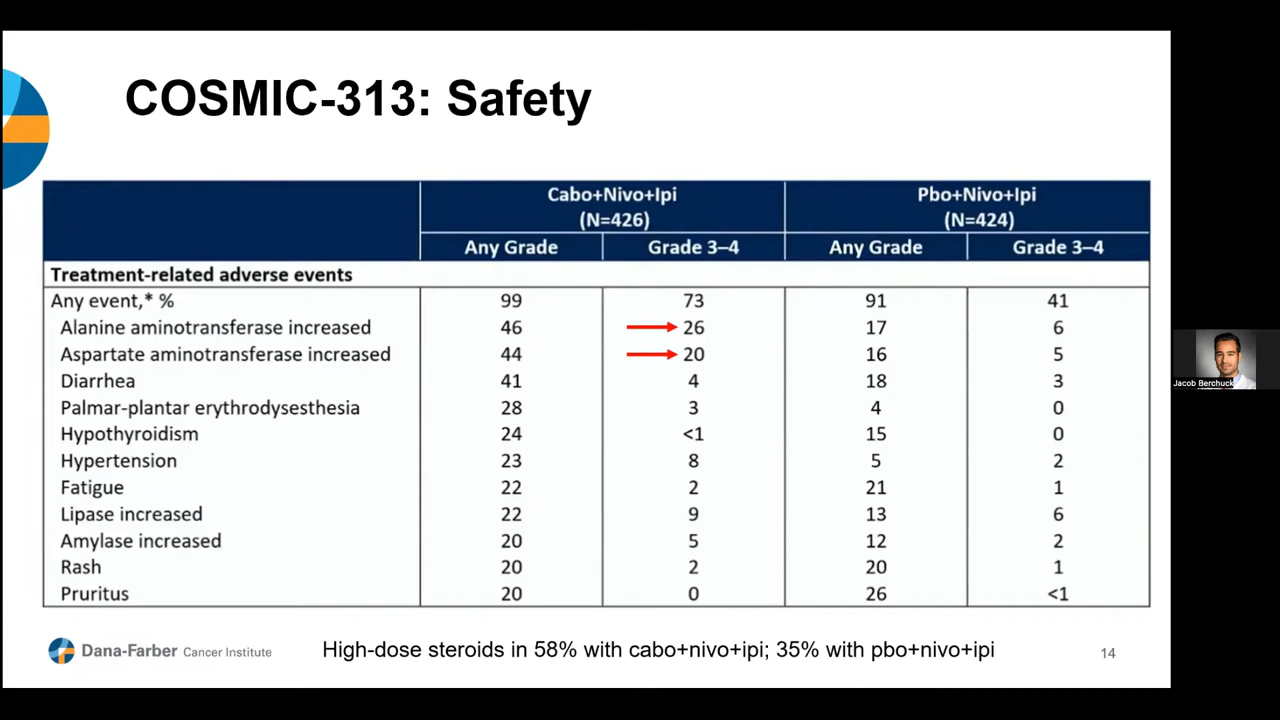 COSMIC-313: Safety
Cabo+Nivo+Ipi Pbo+Nivo+Ipi
(N=426) (N=424)
Any Grade Grade 3–4 Any Grade Grade 3–4
Treatment-related adverse events
Any event,* % 99 73 91 41
Alanine aminotransferase increased 46 26 17 6
Aspartate aminotransferase increased 44 20 16 5
Diarrhea 41 4 18 3
Palmar-plantar erythrodysesthesia 28 3 4 0
Hypothyroidism 24 <1 15 0
Hypertension 23 8 5 2
Fatigue 22 2 21 1
Lipase increased 22 9 13 6
Amylase increased 20 5 12 2
Rash 20 2 20 1
Pruritus 20 0 26 <1
Dana-Farber Cancer Institute
High-dose steroids in 58% with cabo+nivo+ipi; 35% with pbo+nivo+ipi
14
Jacob Berchuck